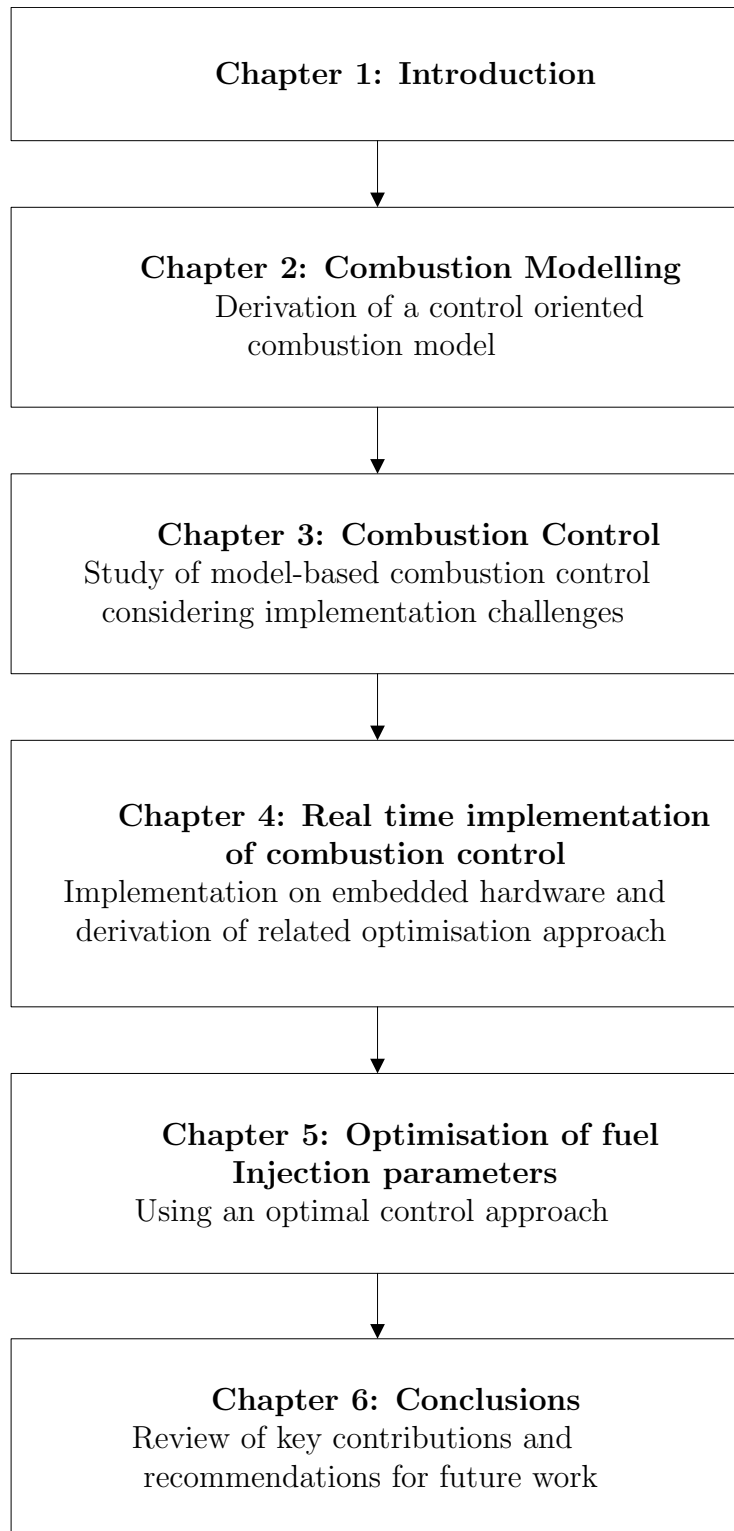 Chapter 1: Introduction
Chapter 2: Combustion Modelling
Derivation of a control oriented
combustion model
Chapter 3: Combustion Control
Study of model-based combustion control
considering implementation challenges
Chapter 4: Real time implementation
of combustion control
Implementation on embedded hardware and
derivation of related optimisation approach
Chapter 5: Optimisation of fuel
Injection parameters
Using an optimal control approach
Chapter 6: Conclusions
Review of key contributions and
recommendations for future work